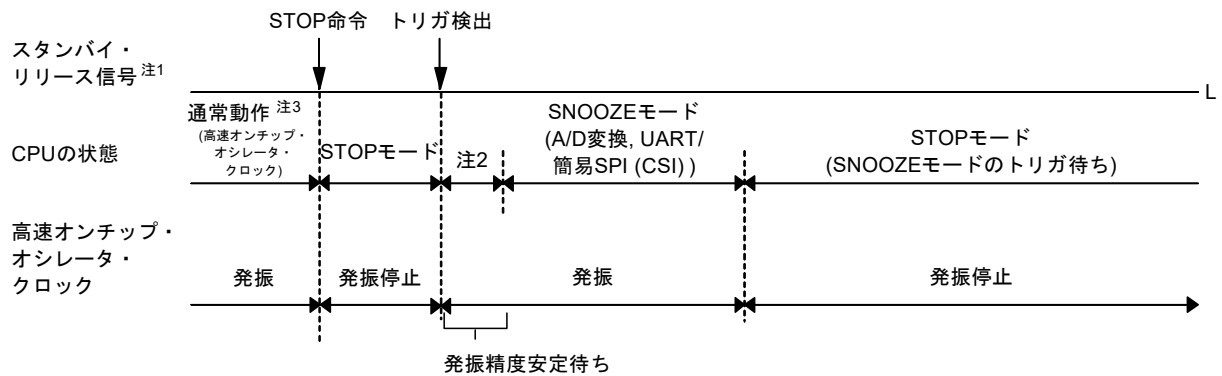 STOP命令 トリガ検出
スタンバイ・
リリース信号 注1
L
通常動作 注3
(高速オンチップ・
オシレータ・
クロック)
CPUの状態
STOPモード
注2
SNOOZEモード
(A/D変換, UART/
簡易SPI (CSI) )
STOPモード
(SNOOZEモードのトリガ待ち)
高速オンチップ・
オシレータ・
クロック
発振
発振停止
発振
発振停止
発振精度安定待ち